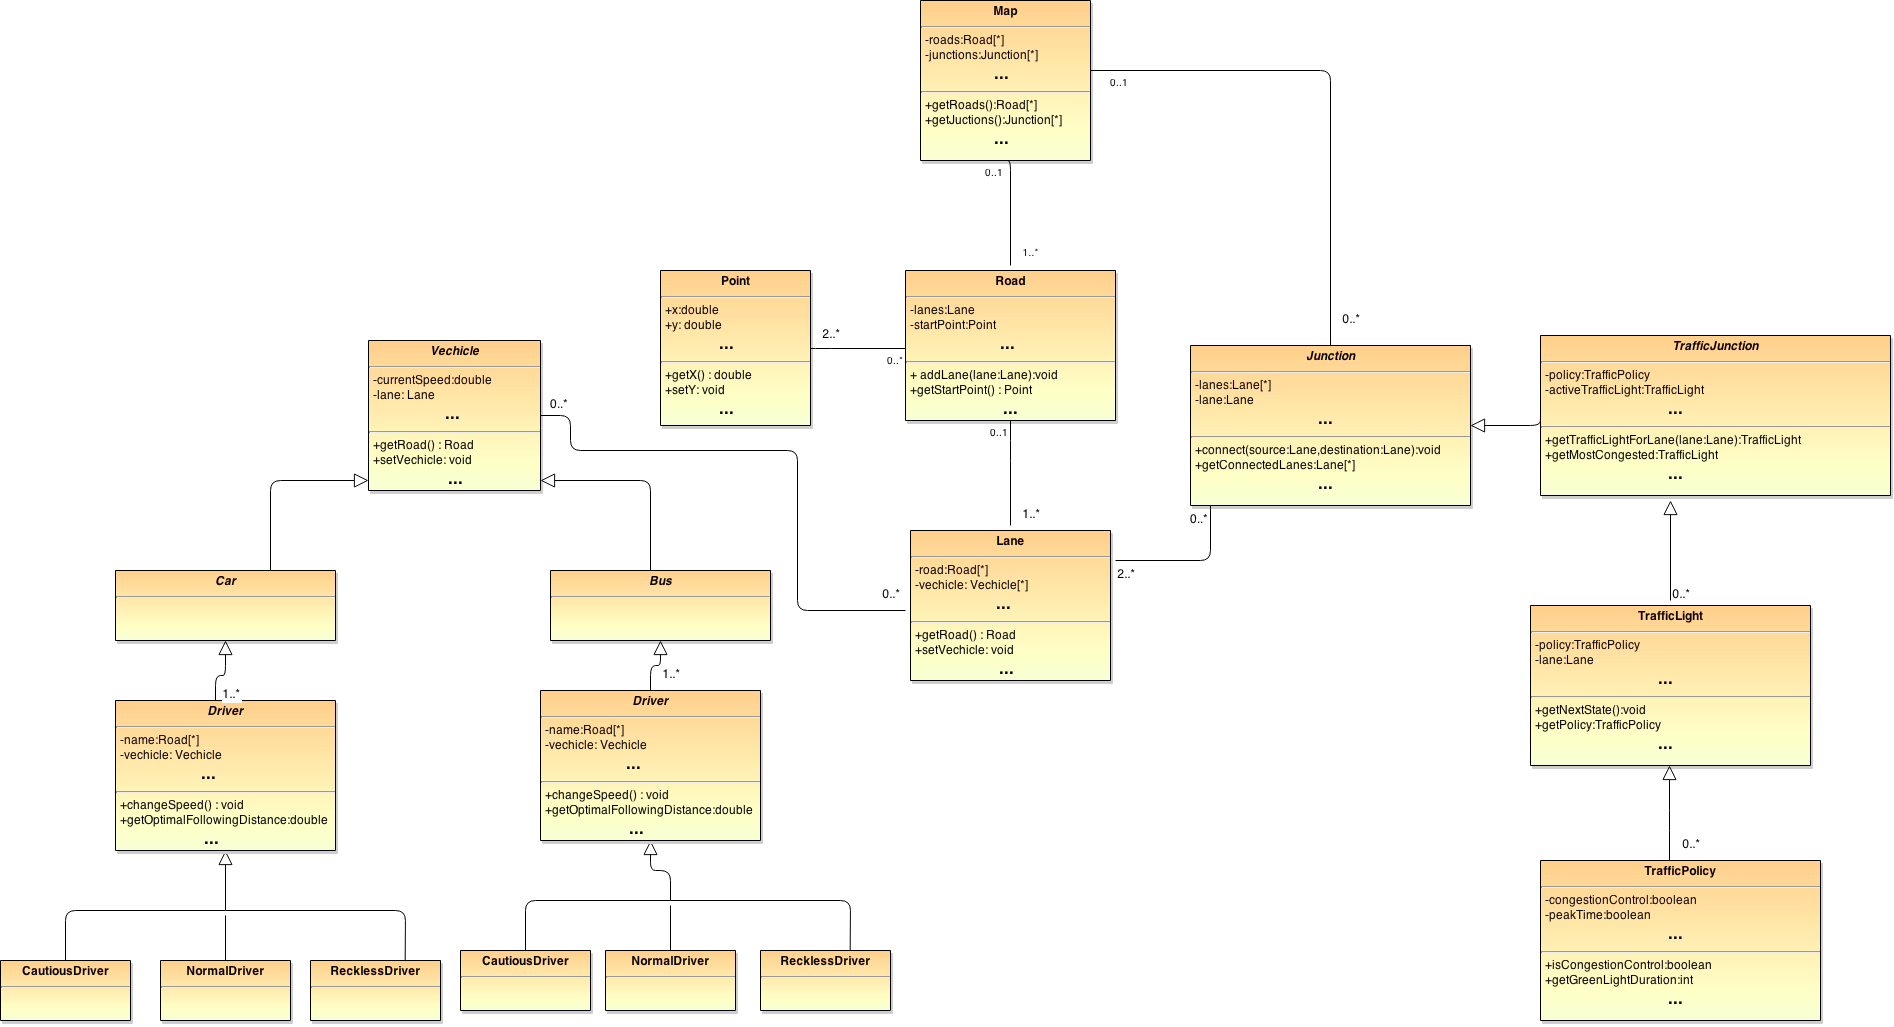 Map
-roads:Road[*]
-junctions:Junction[*]
...
+getRoads():Road[*]
+getJuctions():Junction[*]
...
0..1
0..1
1..*
0..*
Point
+x:double
+y: double
...
+getX() : double
+setY: void
...
2..*
0..*
Road
-lanes:Lane
-startPoint:Point
...
+ addLane(lane:Lane):void
+getStartPoint() : Point
...
0..1
1..*
Vechicle
-currentSpeed:double
-lane: Lane
...
+getRoad() : Road
+setVechicle: void
...
0..*
0..*
Junction
-lanes:Lane[*]
-lane:Lane
...
+connect(source:Lane,destination:Lane):void
+getConnectedLanes:Lane[*]
...
0..*
2..*
TrafficJunction
-policy:TrafficPolicy
-activeTrafficLight:TrafficLight
...
+getTrafficLightForLane(lane:Lane):TrafficLight
+getMostCongested:TrafficLight
...
0..*
Lane
-road:Road[*]
-vechicle: Vechicle[*]
...
+getRoad() : Road
+setVechicle: void
...
Car
Bus
1..*
1..*
Driver
-name:Road[*]
-vechicle: Vechicle
...
+changeSpeed() : void
+getOptimalFollowingDistance:double
...
Driver
-name:Road[*]
-vechicle: Vechicle
...
+changeSpeed() : void
+getOptimalFollowingDistance:double
...
TrafficLight
-policy:TrafficPolicy
-lane:Lane
...
+getNextState():void
+getPolicy:TrafficPolicy
...
0..*
TrafficPolicy
-congestionControl:boolean
-peakTime:boolean
...
+isCongestionControl:boolean
+getGreenLightDuration:int
...
CautiousDriver
NormalDriver
RecklessDriver
CautiousDriver
NormalDriver
RecklessDriver